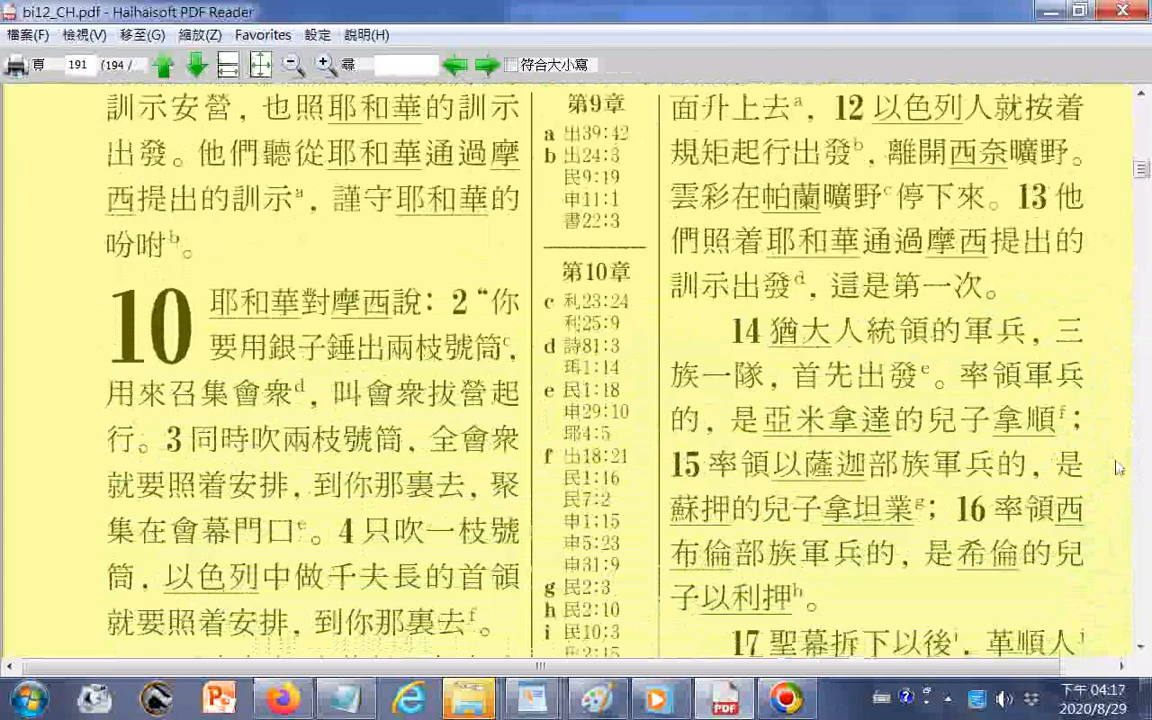 bi12_CH.pdf - Haihaisoft PDF Reader
檔案(F) 檢視(V) 移至(G) 縮放(Z) Favorites 設定 說明(H)
頁 191 (194 / 尋 符合大小寫
訓示安營，也照耶和華的訓示
出發。他們聽從耶和華通過摩
西提出的訓示a，謹守耶和華的
吩咐b。
10 耶和華對摩西說：2“你
要用銀子錘出兩枝號筒c，
用來召集會衆d，叫會衆拔營起
行。3同時吹兩枝號筒，全會衆
就要照着安排，到你那裏去，聚
集在會幕門口e。4只吹一枝號
筒，以色列中做千夫長的首領
就要照着安排，到你那裏去f。
第9章
a 出39:42
b 出24:3
民9:19
申11:1
書22:3
第10章
c 利23:24
利25:9
d 詩81:3
珥1:14
e 民1:18
申29:10
耶4:5
f 出18:21
民1:16
民7:2
申1:15
申5:23
申31:9
g 民2:3
h 民2:10
i 民10:3
民2:15
面升上去a，12以色列人就按着
規矩起行出發b，離開西奈曠野。
雲彩在帕蘭曠野c停下來。13他
們照着耶和華通過摩西提出的
訓示出發d，這是第一次。
14猶大人統領的軍兵，三
族一隊，首先出發e。率領軍兵
的，是亞米拿達的兒子拿順f；
15率領以薩迦部族軍兵的，是
蘇押的兒子拿坦業g；16率領西
布倫部族軍兵的，是希倫的兒
子以利押h。
17聖幕拆下以後i，革順人j
下午 04:17
2020/8/29